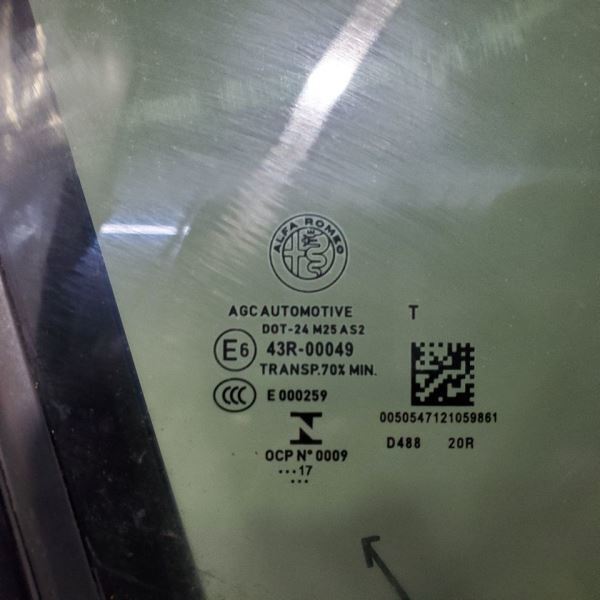 ALFA ROMEO
AGC AUTOMOTIVE T
DOT-24 M25 AS2
E6 43R-00049
TRANSP. 70% MIN.
CCC E 000259
0050547121059861
OCP N° 0009
D488 20R
...17
...